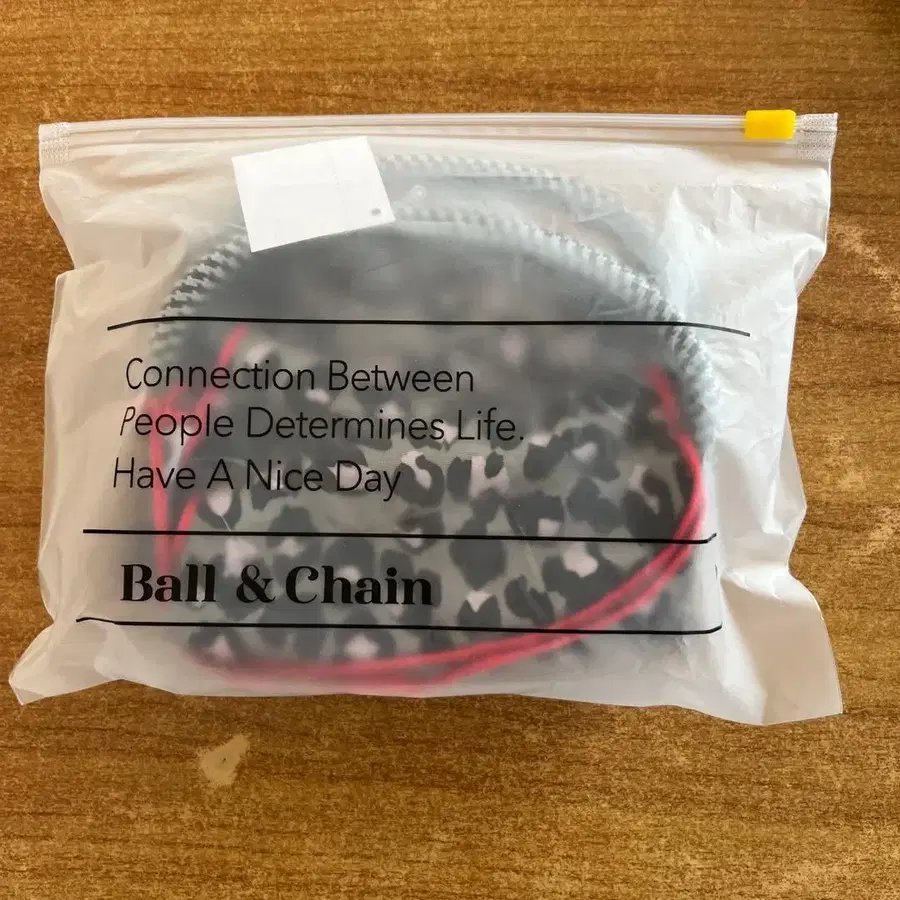 Connection Between
People Determines Life.
Have A Nice Day
Ball & Chain